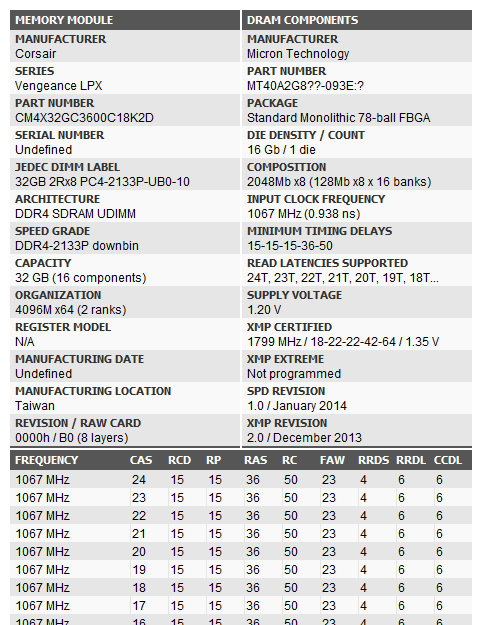 MEMORY MODULE DRAM COMPONENTS
MANUFACTURER MANUFACTURER
Corsair Micron Technology
SERIES PART NUMBER
Vengeance LPX MT40A2G8??-093E:?
PART NUMBER PACKAGE
CM4X32GC3600C18K2D Standard Monolithic 78-ball FBGA
SERIAL NUMBER DIE DENSITY / COUNT
Undefined 16 Gb / 1 die
JEDEC DIMM LABEL COMPOSITION
32GB 2Rx8 PC4-2133P-UB0-10 2048Mb x8 (128Mb x8 x 16 banks)
ARCHITECTURE INPUT CLOCK FREQUENCY
DDR4 SDRAM UDIMM 1067 MHz (0.938 ns)
SPEED GRADE MINIMUM TIMING DELAYS
DDR4-2133P downbin 15-15-15-36-50
CAPACITY READ LATENCIES SUPPORTED
32 GB (16 components) 24T, 23T, 22T, 21T, 20T, 19T, 18T...
ORGANIZATION SUPPLY VOLTAGE
4096M x64 (2 ranks) 1.20 V
REGISTER MODEL XMP CERTIFIED
N/A 1799 MHz / 18-22-22-42-64 / 1.35 V
MANUFACTURING DATE XMP EXTREME
Undefined Not programmed
MANUFACTURING LOCATION SPD REVISION
Taiwan 1.0 / January 2014
REVISION / RAW CARD XMP REVISION
0000h / B0 (8 layers) 2.0 / December 2013
FREQUENCY CAS RCD RP RAS RC FAW RRDS RRDL CCDL
1067 MHz 24 15 15 36 50 23 4 6 6
1067 MHz 23 15 15 36 50 23 4 6 6
1067 MHz 22 15 15 36 50 23 4 6 6
1067 MHz 21 15 15 36 50 23 4 6 6
1067 MHz 20 15 15 36 50 23 4 6 6
1067 MHz 19 15 15 36 50 23 4 6 6
1067 MHz 18 15 15 36 50 23 4 6 6
1067 MHz 17 15 15 36 50 23 4 6 6
1067 MHz 16 15 15 36 50 23 4 6 6